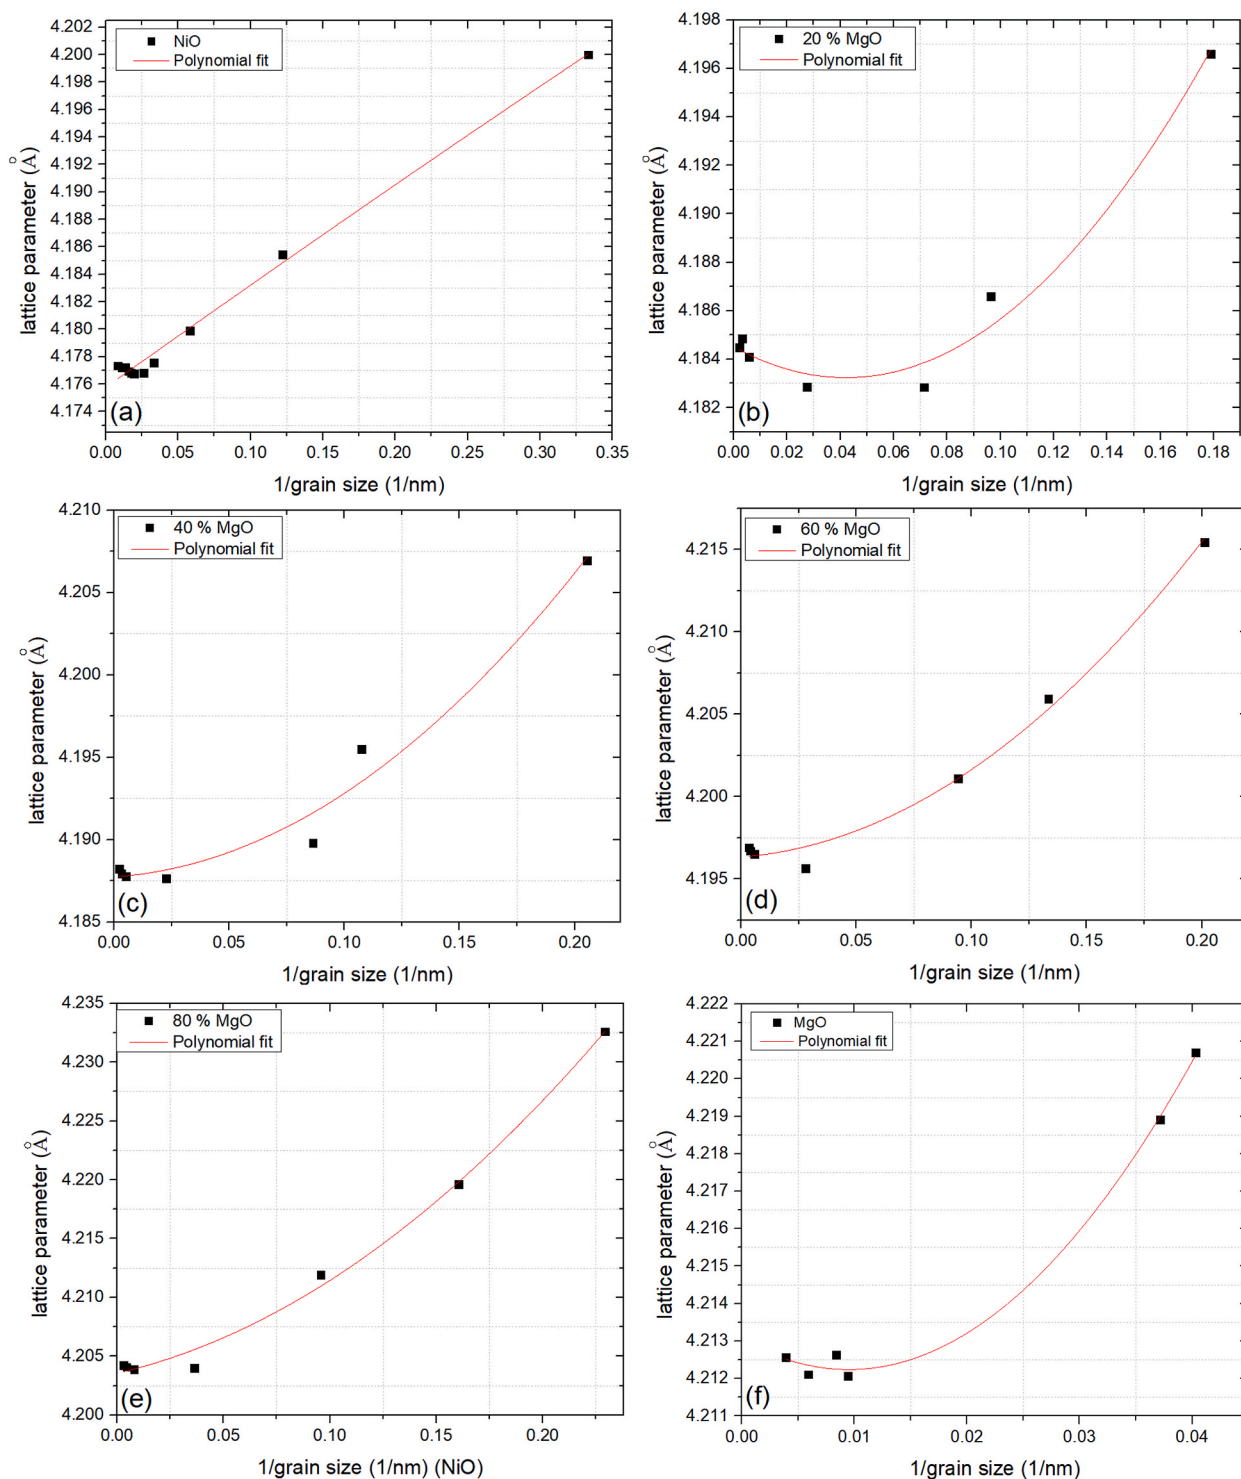 4.202
4.200
4.198
4.196
4.194
4.192
4.190
4.188
4.186
4.184
4.182
4.180
4.178
4.176
4.174
lattice parameter (Å)
NiO
Polynomial fit
(a)
0.00 0.05 0.10 0.15 0.20 0.25 0.30 0.35
1/grain size (1/nm)
4.198
4.196
4.194
4.192
4.190
4.188
4.186
4.184
4.182
lattice parameter (Å)
20 % MgO
Polynomial fit
(b)
0.00 0.02 0.04 0.06 0.08 0.10 0.12 0.14 0.16 0.18
1/grain size (1/nm)
4.210
4.205
4.200
4.195
4.190
4.185
lattice parameter (Å)
40 % MgO
Polynomial fit
(c)
0.00 0.05 0.10 0.15 0.20
1/grain size (1/nm)
4.215
4.210
4.205
4.200
4.195
lattice parameter (Å)
60 % MgO
Polynomial fit
(d)
0.00 0.05 0.10 0.15 0.20
1/grain size (1/nm)
4.235
4.230
4.225
4.220
4.215
4.210
4.205
4.200
lattice parameter (Å)
80 % MgO
Polynomial fit
(e)
0.00 0.05 0.10 0.15 0.20
1/grain size (1/nm) (NiO)
4.222
4.221
4.220
4.219
4.218
4.217
4.216
4.215
4.214
4.213
4.212
4.211
lattice parameter (Å)
MgO
Polynomial fit
(f)
0.00 0.01 0.02 0.03 0.04
1/grain size (1/nm)